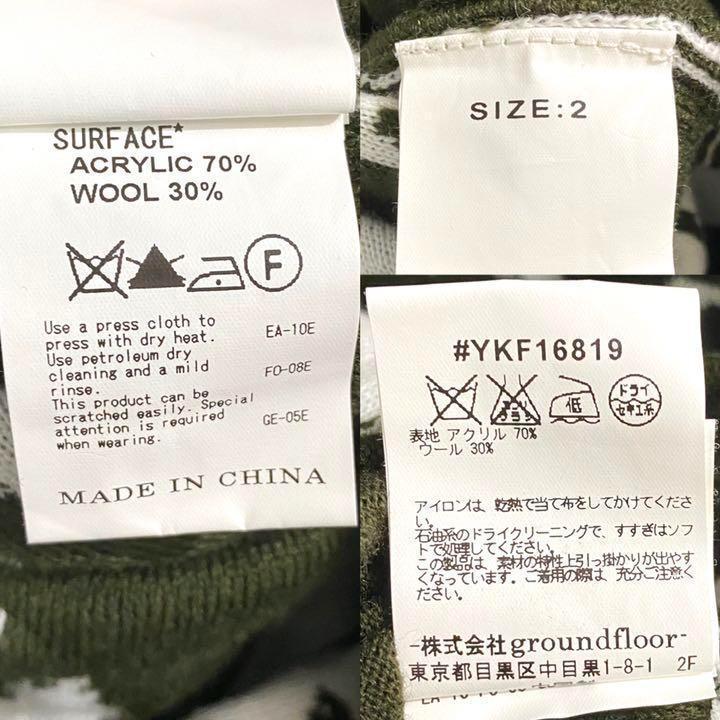 SURFACE*
ACRYLIC 70%
WOOL 30%
F
Use a press cloth to
press with dry heat.
EA-10E
Use petroleum dry
cleaning and a mild
rinse.
FO-08E
This product can be
scratched easily. Special
attention is required
when wearing.
GE-05E
MADE IN CHINA
SIZE:2
#YKF16819
エンソ
サラシ
低
ドライ
セキユ系
表地 アクリル 70%
ウール 30%
アイロンは、乾熱で当て布をしてかけてくださ
い。
石油系のドライクリーニングで、すすぎはソフ
トで処理してください。
この製品は、素材の特性上引っ掛かりが出やす
くなっています。ご着用の際は、充分ご注意く
ださい。
-株式会社groundfloor-
東京都目黒区中目黒1-8-1 2F